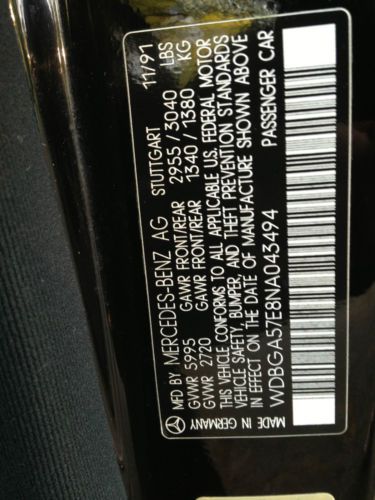 MFD BY MERCEDES-BENZ AG STUTTGART 11/91
GVWR 5995 GAWR FRONT/REAR 2955 / 3040 LBS
GVWR 2720 GAWR FRONT/REAR 1340 / 1380 KG
THIS VEHICLE CONFORMS TO ALL APPLICABLE U.S. FEDERAL MOTOR
VEHICLE SAFETY, BUMPER, AND THEFT PREVENTION STANDARDS
IN EFFECT ON THE DATE OF MANUFACTURE SHOWN ABOVE
WDBGA57E8NA043494 PASSENGER CAR
MADE IN GERMANY